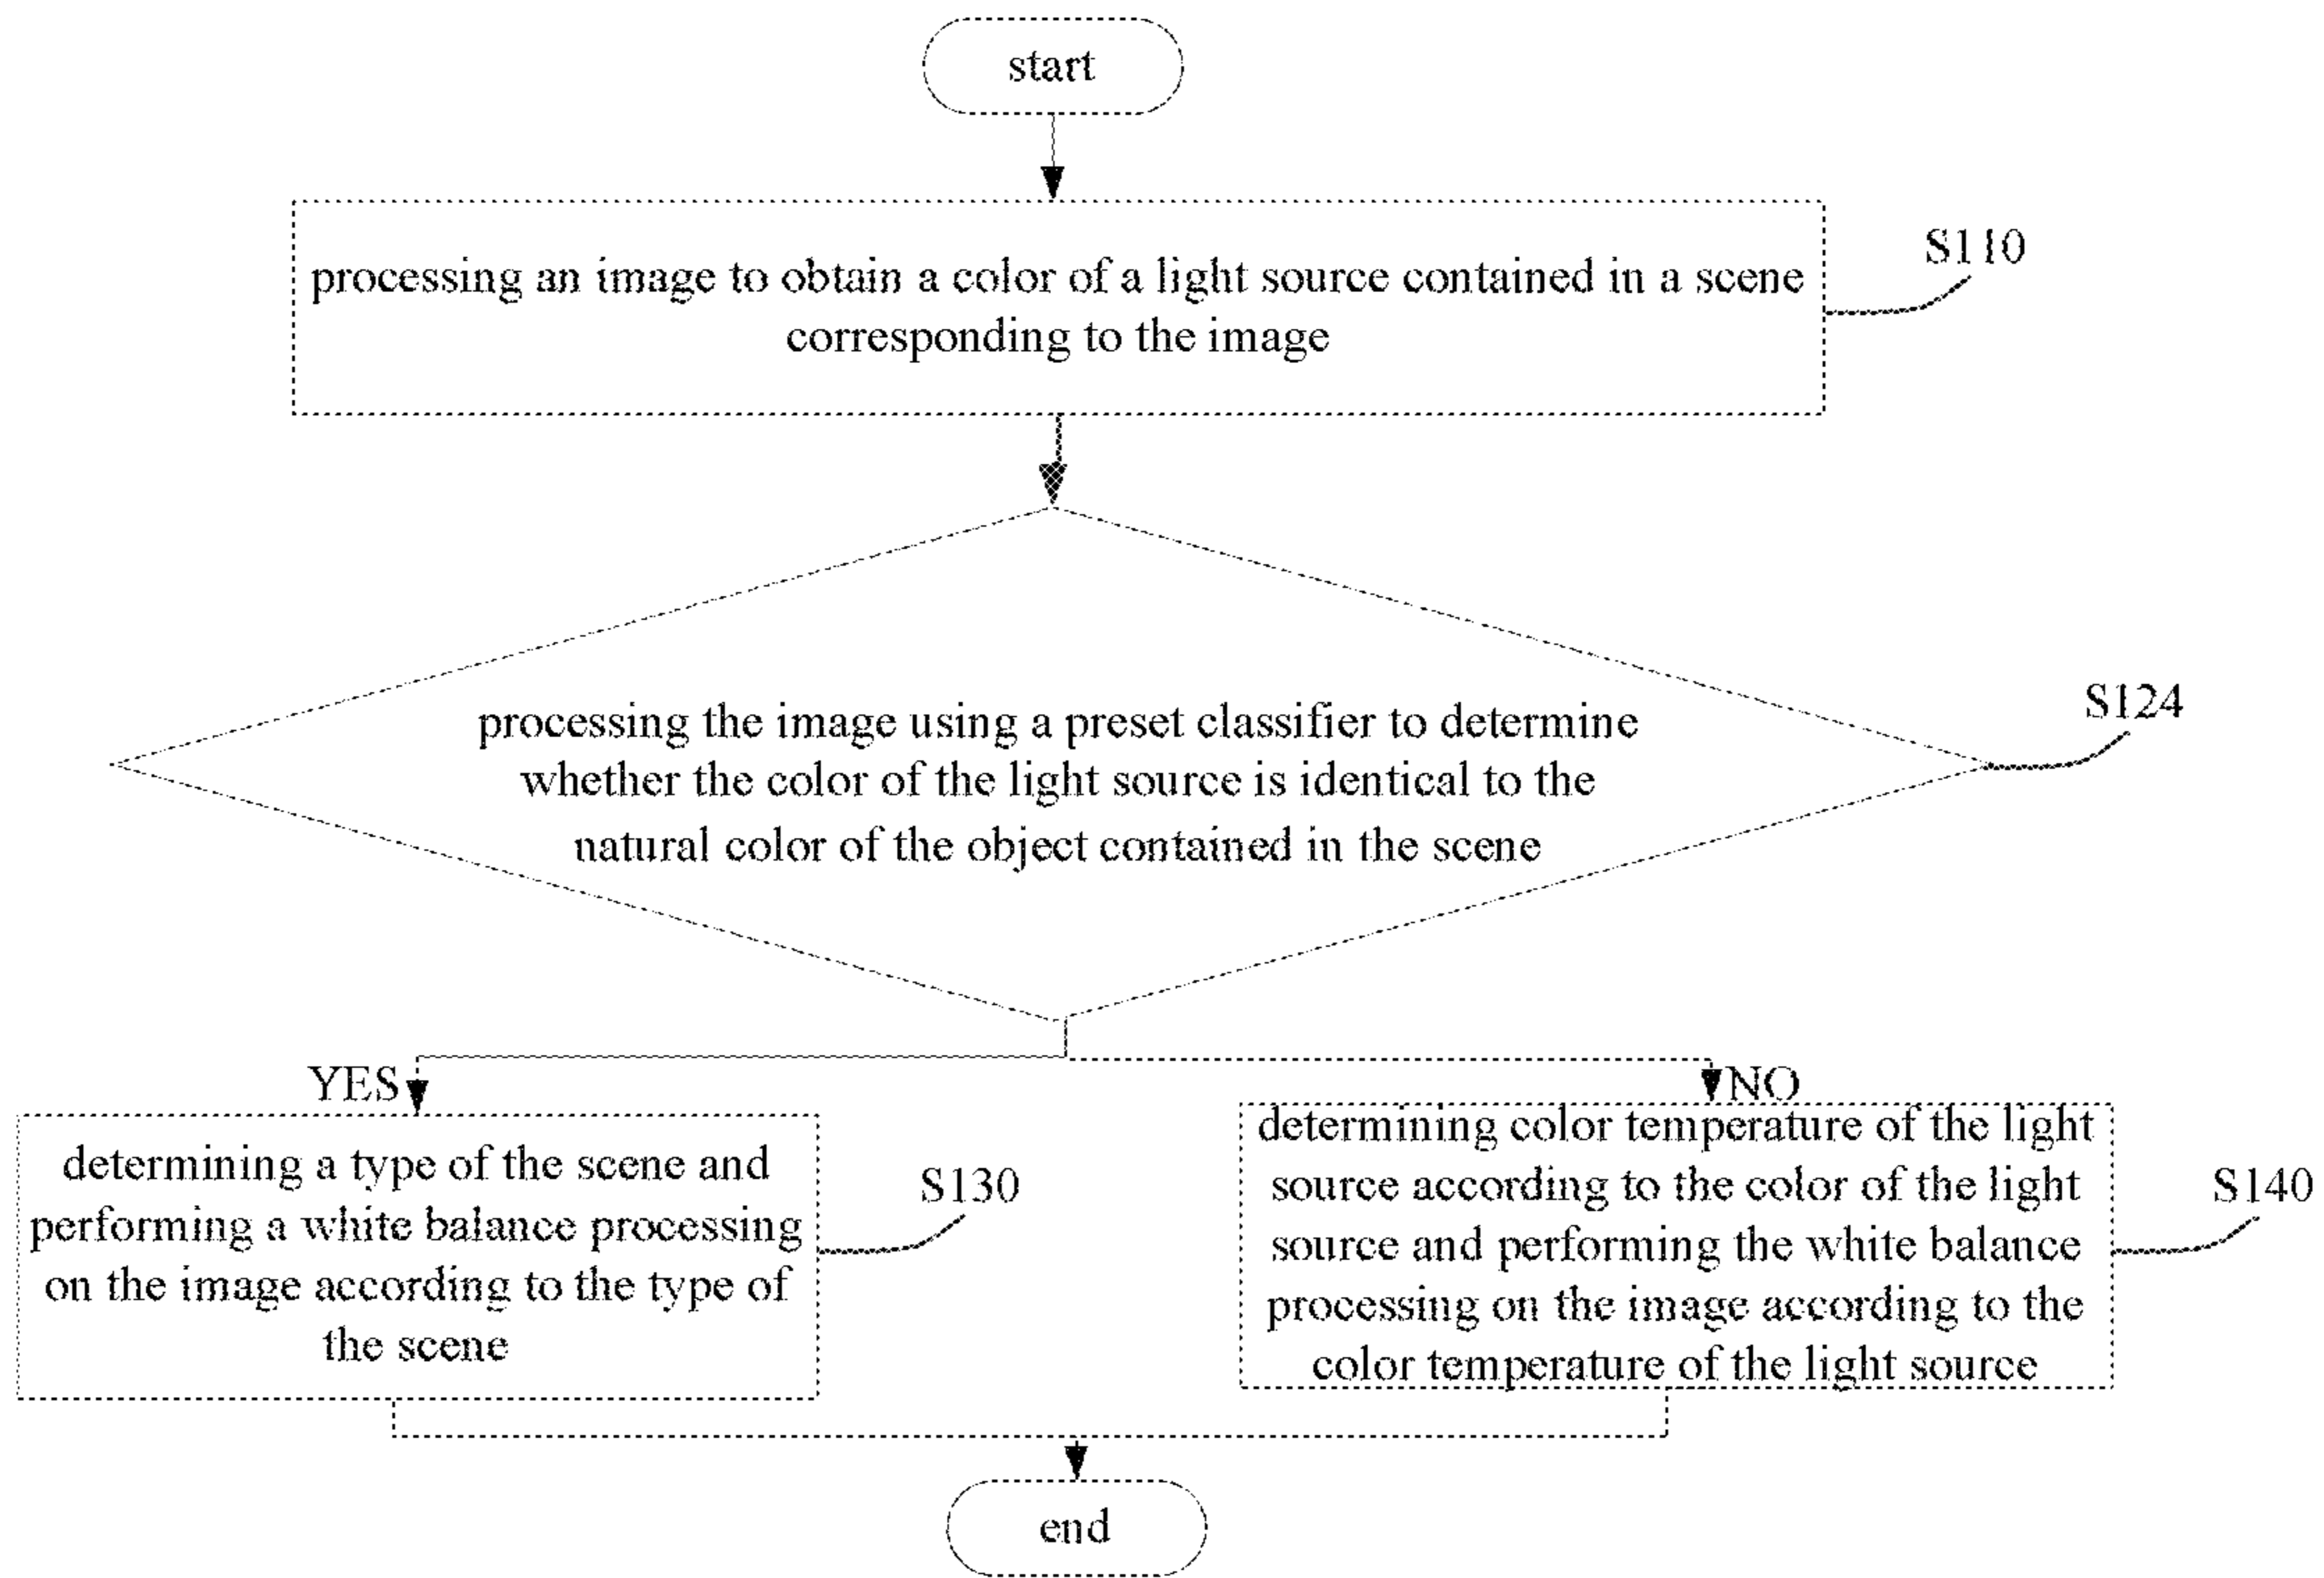 start
processing an image to obtain a color of a light source contained in a scene
corresponding to the image
S110
processing the image using a preset classifier to determine
whether the color of the light source is identical to the
natural color of the object contained in the scene
S124
YES
NO
determining a type of the scene and
performing a white balance processing
on the image according to the type of
the scene
S130
determining color temperature of the light
source according to the color of the light
source and performing the white balance
processing on the image according to the
color temperature of the light source
S140
end